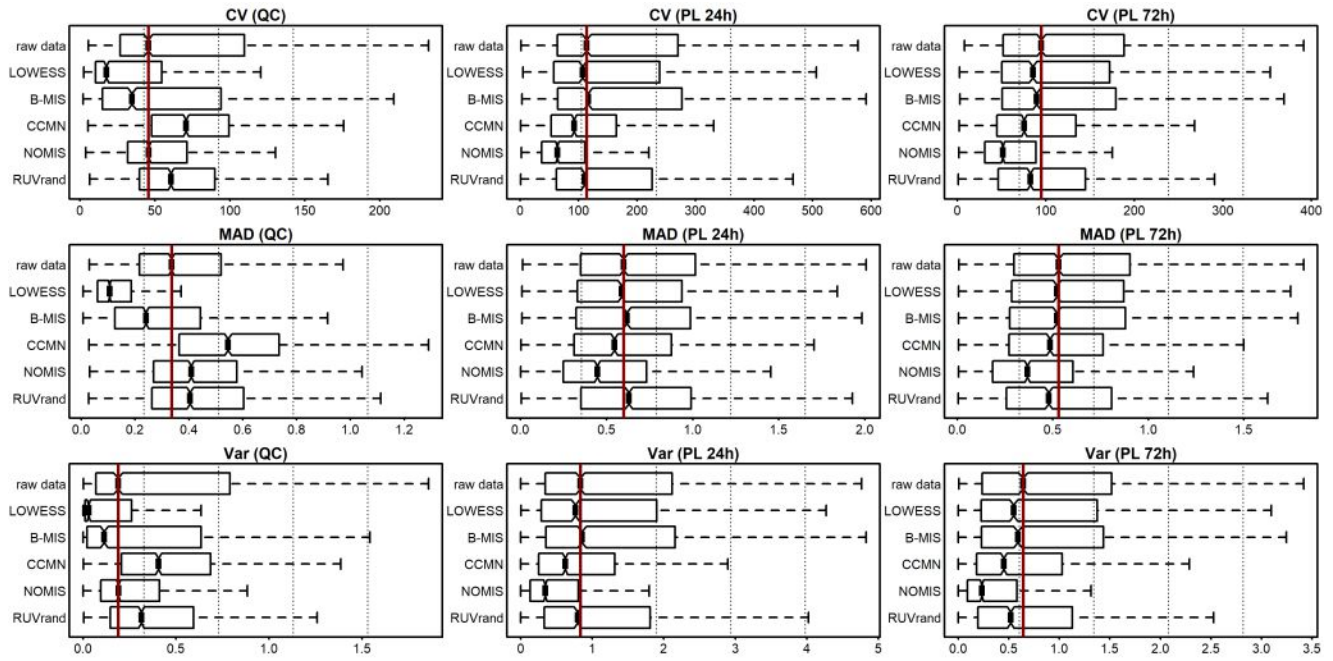 CV (QC)
raw data
LOWESS
B-MIS
CCMN
NOMIS
RUVrand
0 50 100 150 200
CV (PL 24h)
raw data
LOWESS
B-MIS
CCMN
NOMIS
RUVrand
0 100 200 300 400 500 600
CV (PL 72h)
raw data
LOWESS
B-MIS
CCMN
NOMIS
RUVrand
0 100 200 300 400
MAD (QC)
raw data
LOWESS
B-MIS
CCMN
NOMIS
RUVrand
0.0 0.2 0.4 0.6 0.8 1.0 1.2
MAD (PL 24h)
raw data
LOWESS
B-MIS
CCMN
NOMIS
RUVrand
0.0 0.5 1.0 1.5 2.0
MAD (PL 72h)
raw data
LOWESS
B-MIS
CCMN
NOMIS
RUVrand
0.0 0.5 1.0 1.5
Var (QC)
raw data
LOWESS
B-MIS
CCMN
NOMIS
RUVrand
0.0 0.5 1.0 1.5
Var (PL 24h)
raw data
LOWESS
B-MIS
CCMN
NOMIS
RUVrand
0 1 2 3 4 5
Var (PL 72h)
raw data
LOWESS
B-MIS
CCMN
NOMIS
RUVrand
0.0 0.5 1.0 1.5 2.0 2.5 3.0 3.5